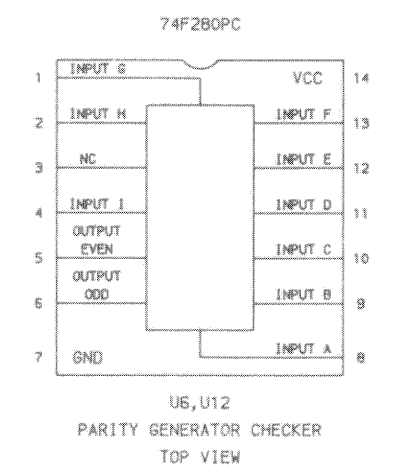 74F280PC
1 INPUT G VCC 14
2 INPUT H INPUT F 13
3 NC INPUT E 12
4 INPUT I INPUT D 11
OUTPUT
5 EVEN INPUT C 10
OUTPUT
6 ODD INPUT B 9
7 GND INPUT A 8
U6,U12
PARITY GENERATOR CHECKER
TOP VIEW